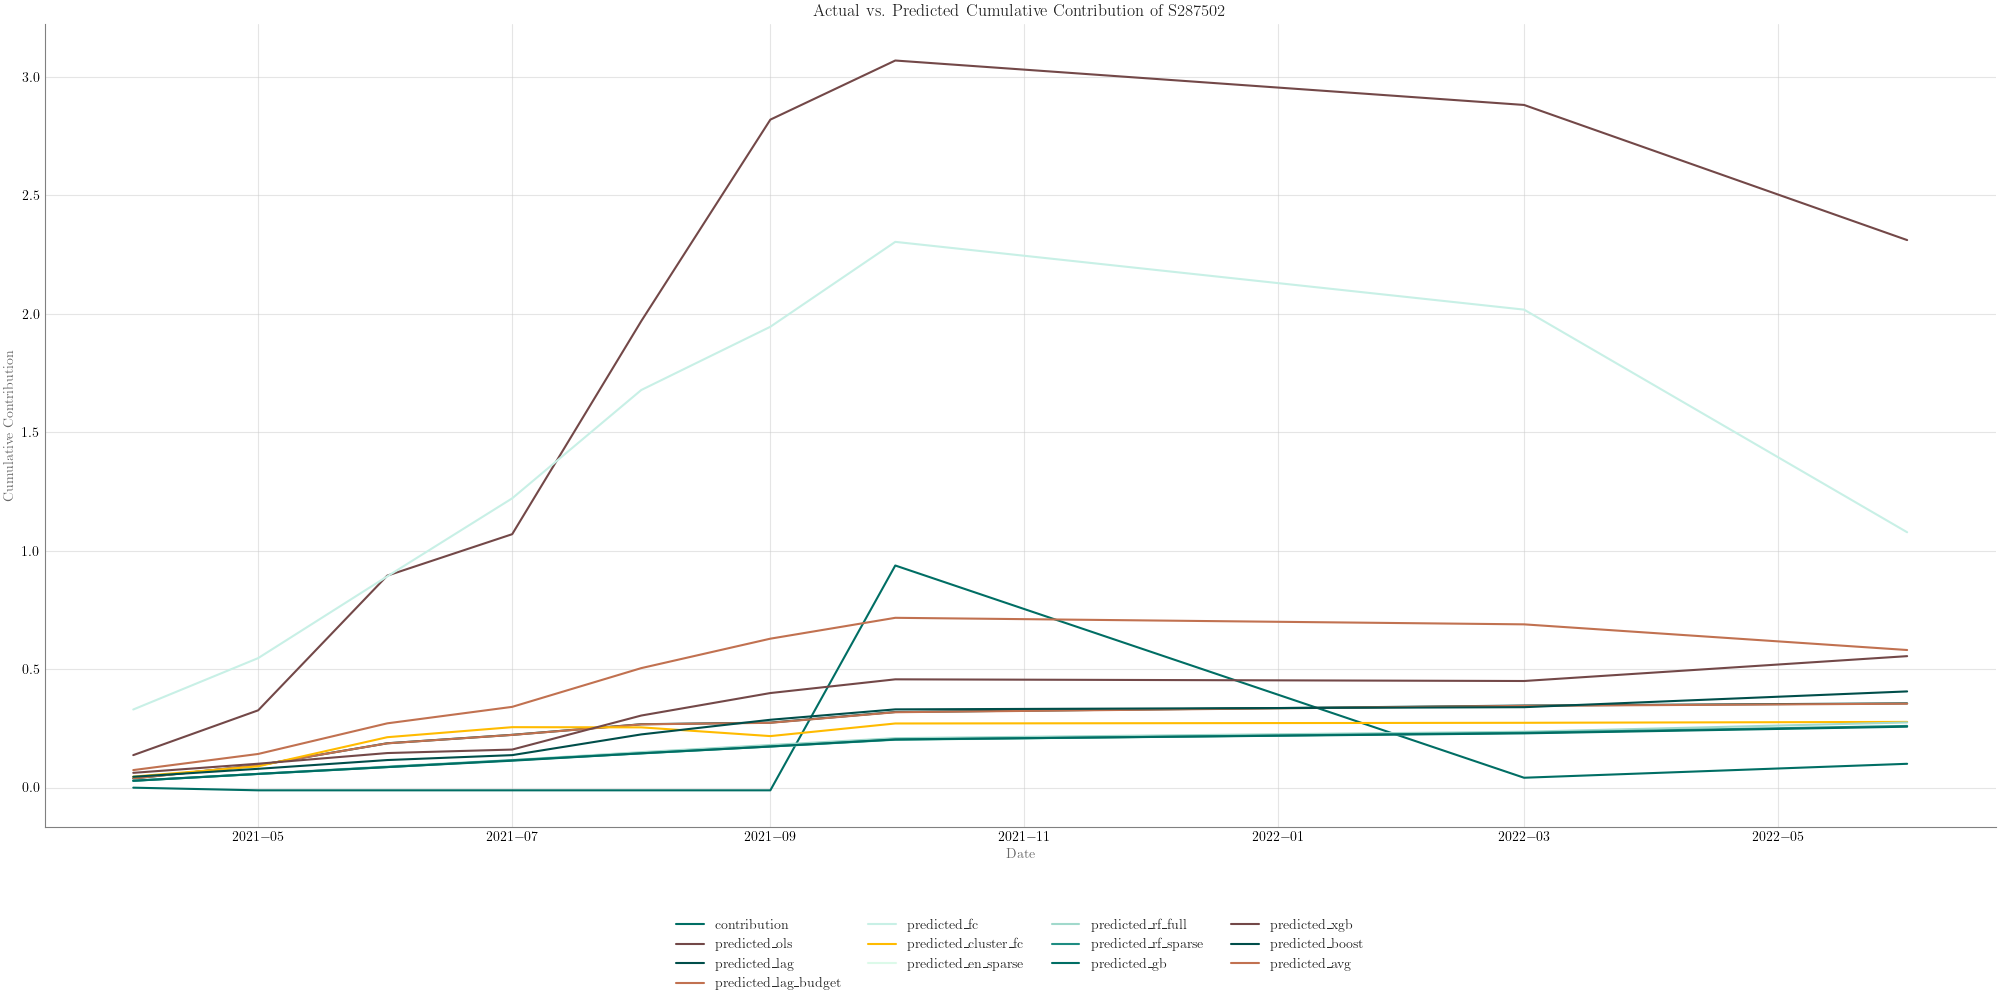 Actual vs. Predicted Cumulative Contribution of S287502
3.0
2.5
2.0
1.5
1.0
0.5
0.0
Cumulative Contribution
2021–05 2021–07 2021–09 2021–11 2022–01 2022–03 2022–05
Date
contribution predicted_fc predicted_rf_full predicted_xgb
predicted_ols predicted_cluster_fc predicted_rf_sparse predicted_boost
predicted_lag predicted_en_sparse predicted_gb predicted_avg
predicted_lag_budget